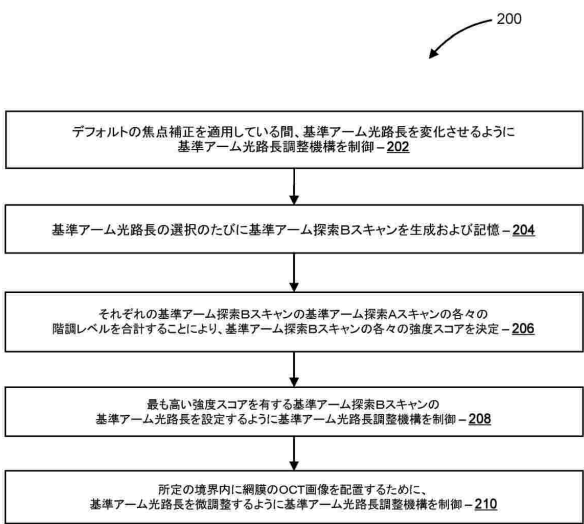 200
デフォルトの焦点補正を適用している間、基準アーム光路長を変化させるように
基準アーム光路長調整機構を制御 – 202
基準アーム光路長の選択のたびに基準アーム探索Bスキャンを生成および記憶 – 204
それぞれの基準アーム探索Bスキャンの基準アーム探索Aスキャンの各々の
階調レベルを合計することにより、基準アーム探索Bスキャンの各々の強度スコアを決定 – 206
最も高い強度スコアを有する基準アーム探索Bスキャンの
基準アーム光路長を設定するように基準アーム光路長調整機構を制御 – 208
所定の境界内に網膜のOCT画像を配置するために、
基準アーム光路長を微調整するように基準アーム光路長調整機構を制御 – 210